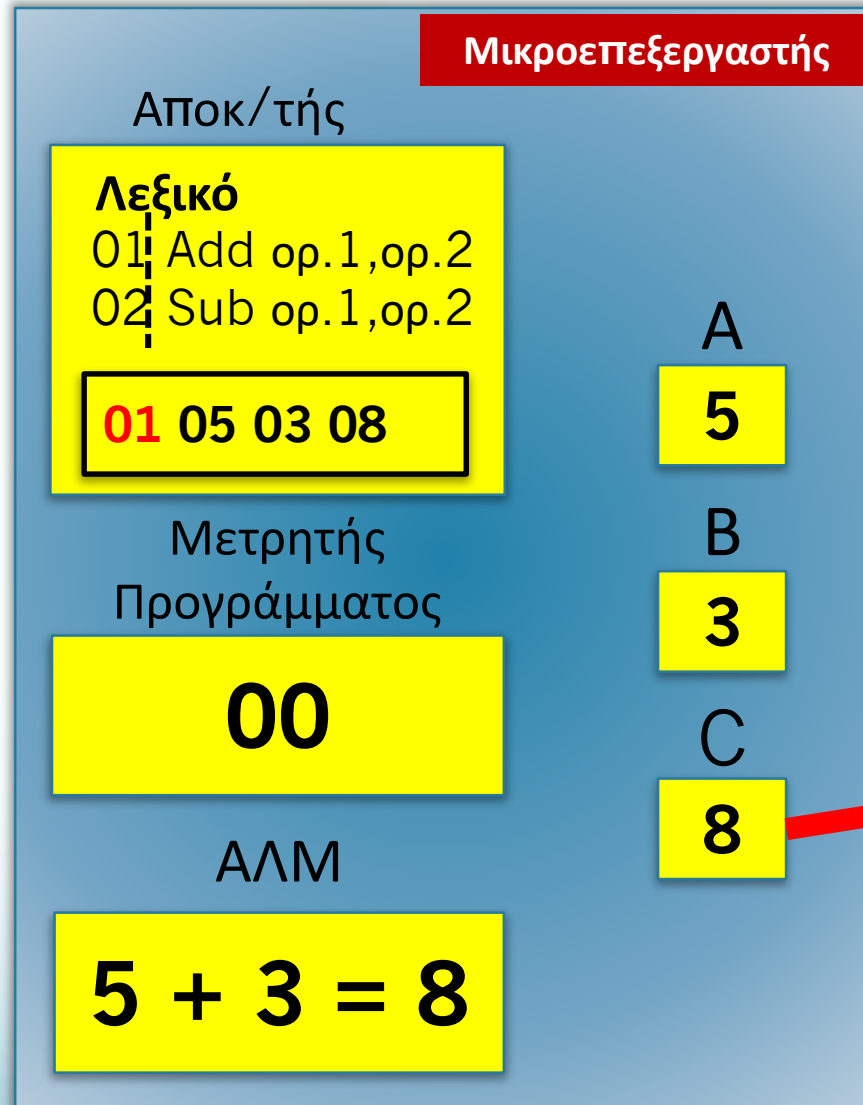 Μικροεπεξεργαστής
Αποκ/τής
Λεξικό
01 Add ορ.1,ορ.2
02 Sub ορ.1,ορ.2
01 05 03 08
Μετρητής
Προγράμματος
00
ΑΛΜ
5 + 3 = 8
A
5
B
3
C
8